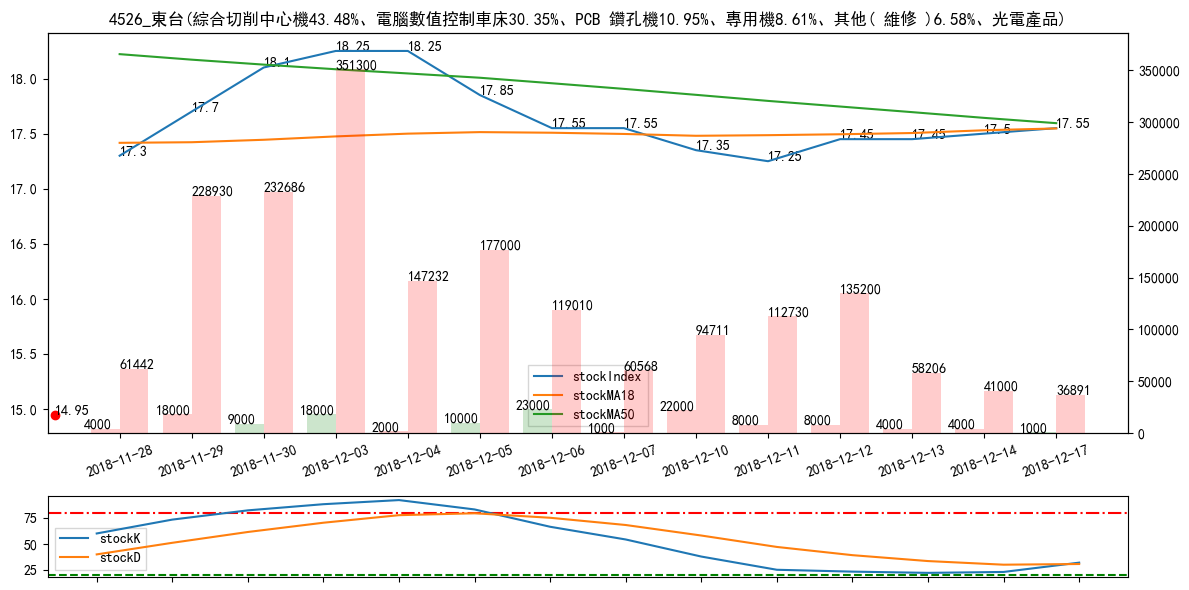 4526_東台(綜合切削中心機43.48%、電腦數值控制車床30.35%、PCB 鑽孔機10.95%、專用機8.61%、其他( 維修 )6.58%、光電產品)
18.25 18.25
18.1 351300
18.0 17.85 350000
17.7
17.5 17.3 17.55 17.55 17.35 17.25 17.45 17.45 17.5 17.55 300000
250000
17.0 228930 232686
200000
16.5 177000
147232 150000
16.0 119010 112730 135200
94711 100000
15.5 61442 60568 58206
stockIndex
stockMA18
stockMA50
41000 36891 50000
15.0 14.95
4000 18000 9000 18000 2000 10000 23000 1000 22000 8000 8000 4000 4000 1000 0
2018-11-28 2018-11-29 2018-11-30 2018-12-03 2018-12-04 2018-12-05 2018-12-06 2018-12-07 2018-12-10 2018-12-11 2018-12-12 2018-12-13 2018-12-14 2018-12-17
75
50
25
stockK
stockD